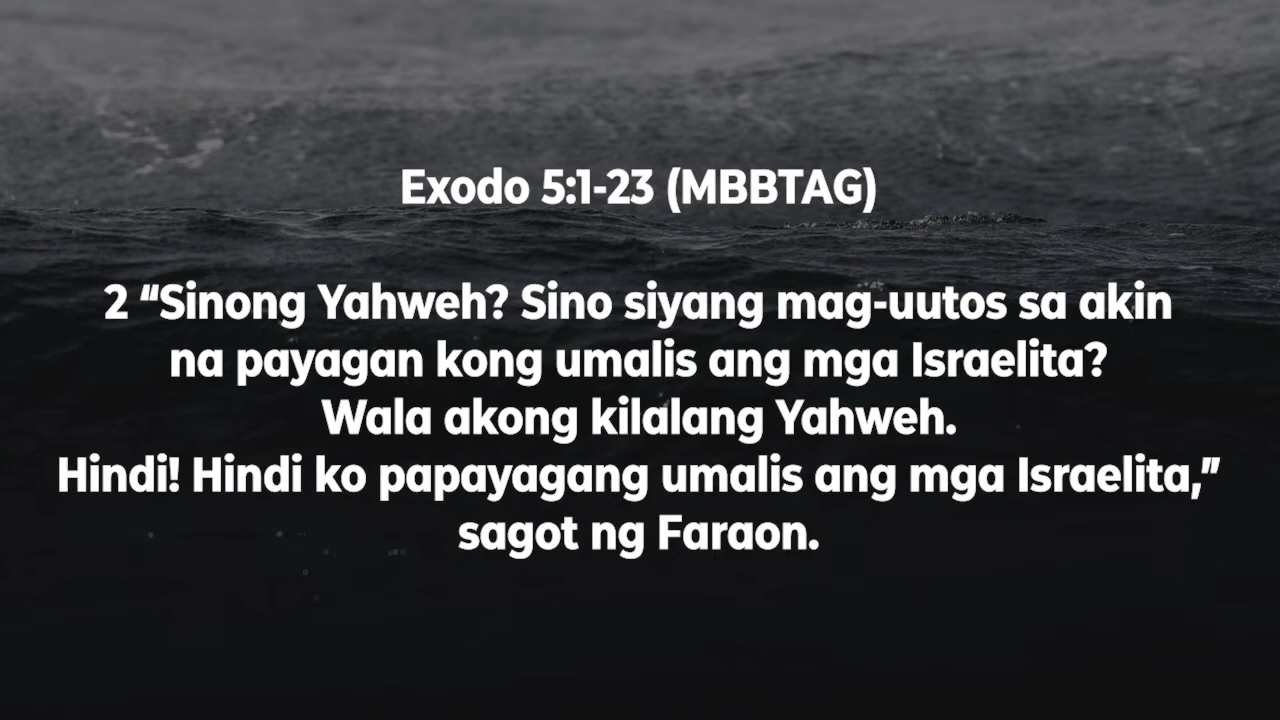 Exodo 5:1-23 (MBBTAG)
2 “Sinong Yahweh? Sino siyang mag-uutos sa akin
na payagan kong umalis ang mga Israelita?
Wala akong kilalang Yahweh.
Hindi! Hindi ko papayagang umalis ang mga Israelita,”
sagot ng Faraon.